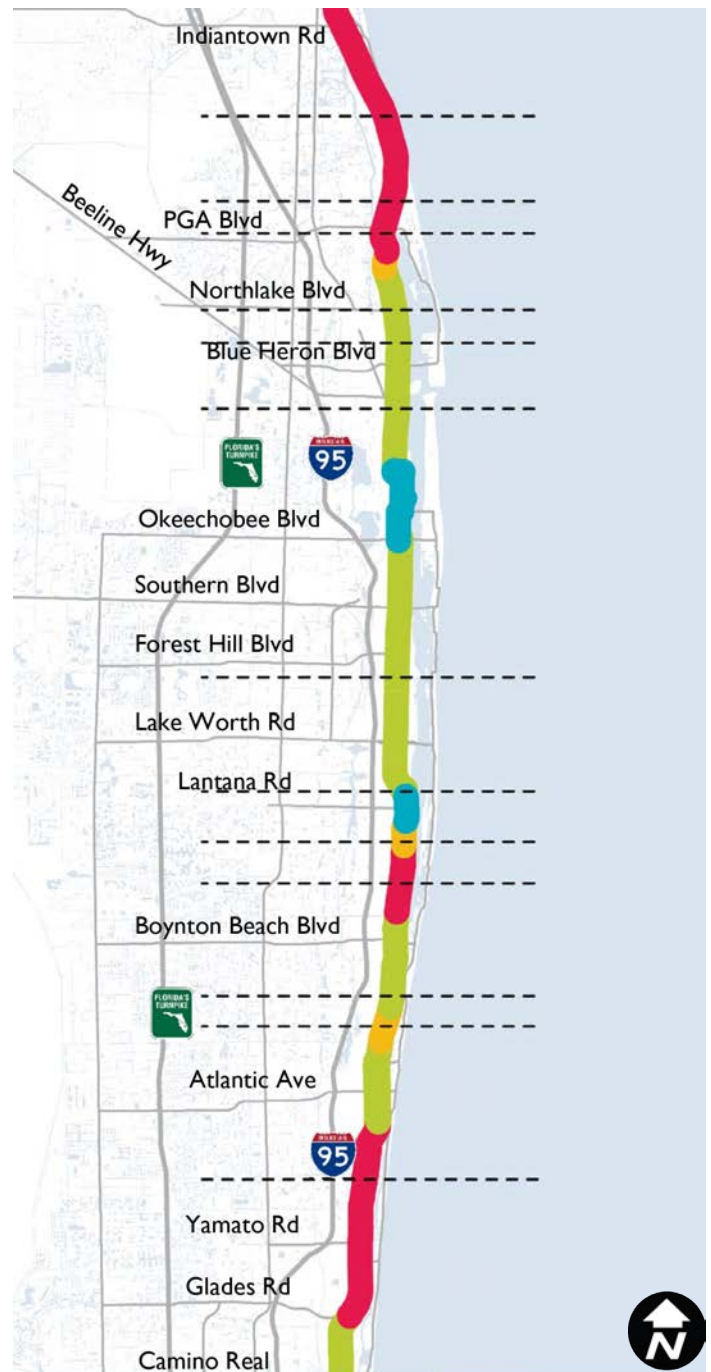 Indiantown Rd
PGA Blvd
Beeline Hwy
Northlake Blvd
Blue Heron Blvd
FLORIDA'S
TURNPIKE
95
Okeechobee Blvd
Southern Blvd
Forest Hill Blvd
Lake Worth Rd
Lantana Rd
Boynton Beach Blvd
FLORIDA'S
TURNPIKE
Atlantic Ave
95
Yamato Rd
Glades Rd
N
Camino Real